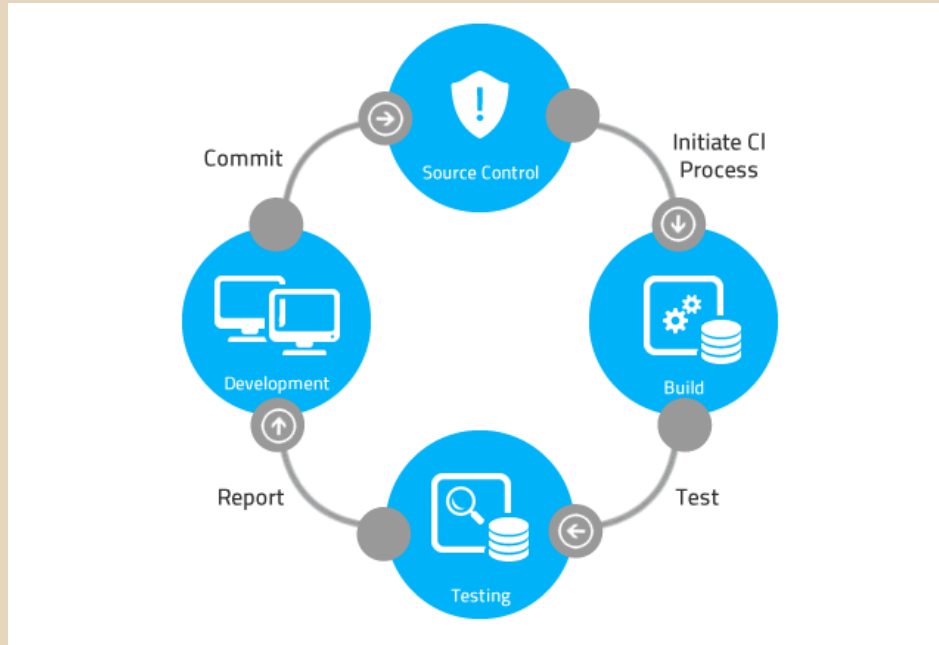 Source Control
Commit
Initiate CI
Process
Development
Build
Report
Test
Testing